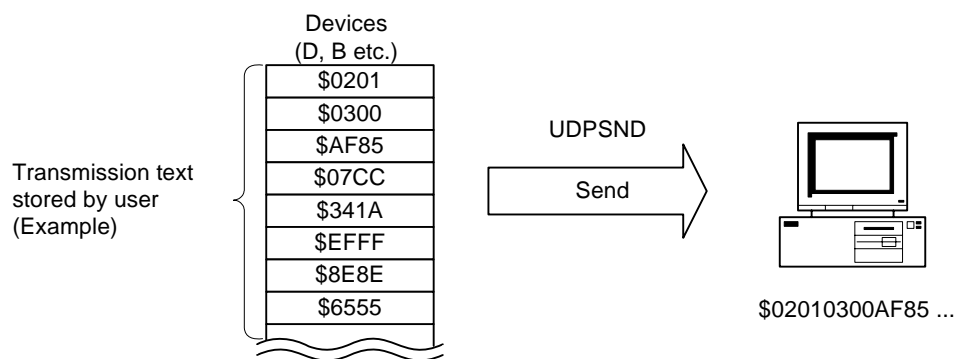 Devices
(D, B etc.)
$0201
$0300
$AF85
$07CC
$341A
$EFFF
$8E8E
$6555
Transmission text
stored by user
(Example)
UDPSND
Send
$02010300AF85 ...